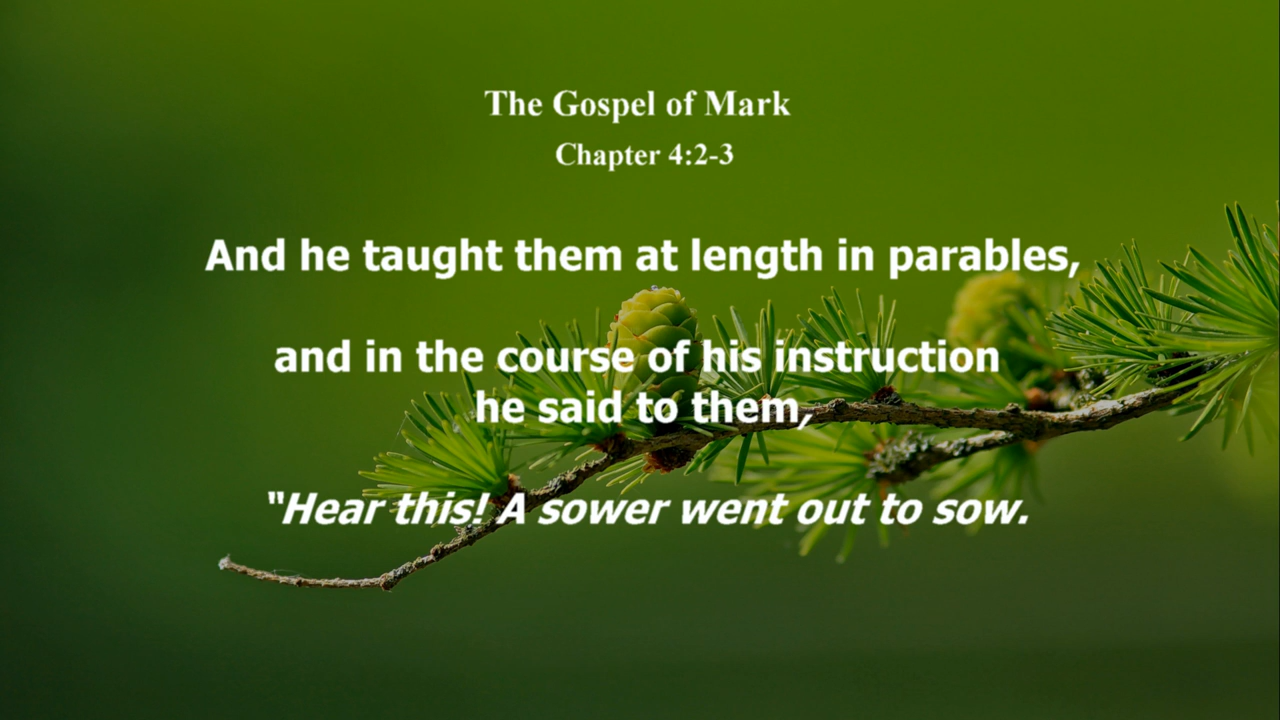 The Gospel of Mark
Chapter 4:2-3
And he taught them at length in parables,
and in the course of his instruction
he said to them,
“Hear this! A sower went out to sow.